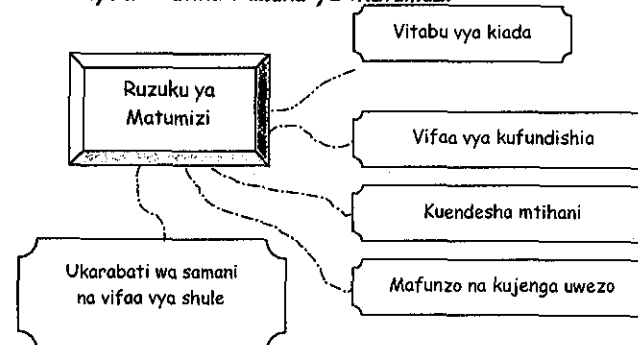 Vitabu vya kiada
Ruzuku ya
Matumizi
Vifaa vya kufundishia
Kuendesha mtihani
Ukarabati wa samani
na vifaa vya shule
Mafunzo na kujenga uwezo